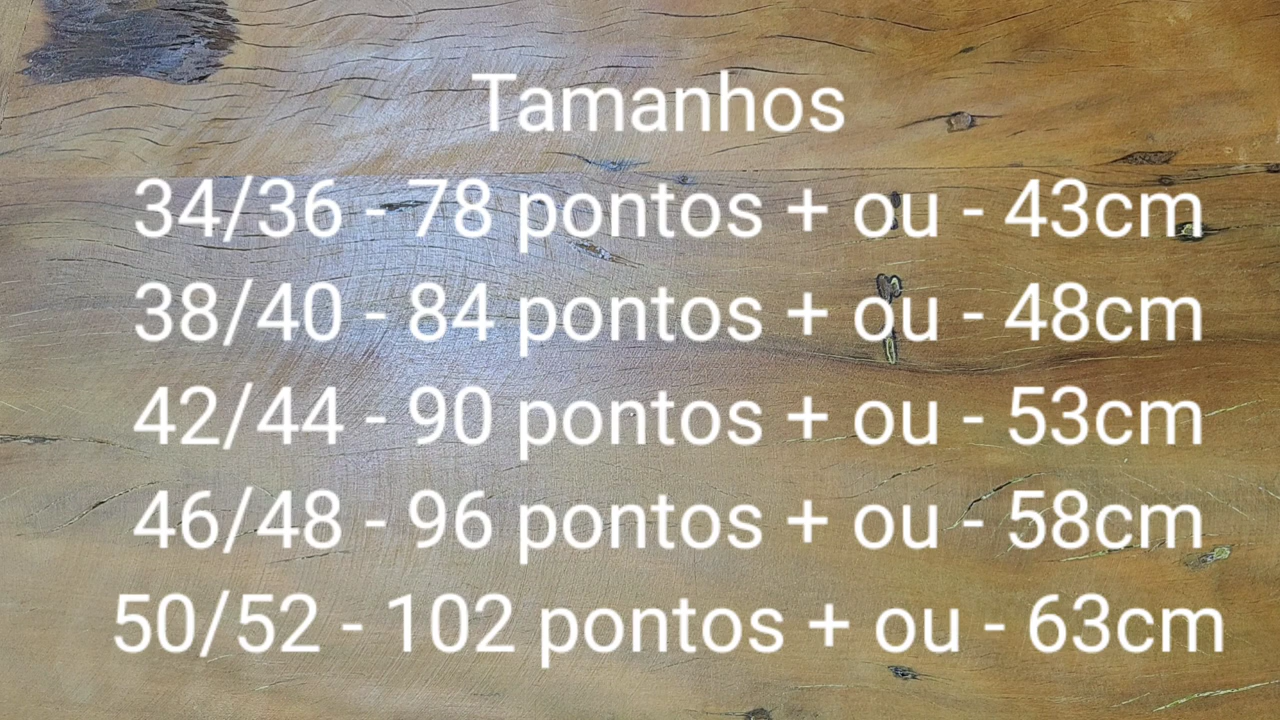 Tamanhos
34/36 - 78 pontos + ou - 43cm
38/40 - 84 pontos + ou - 48cm
42/44 - 90 pontos + ou - 53cm
46/48 - 96 pontos + ou - 58cm
50/52 - 102 pontos + ou - 63cm